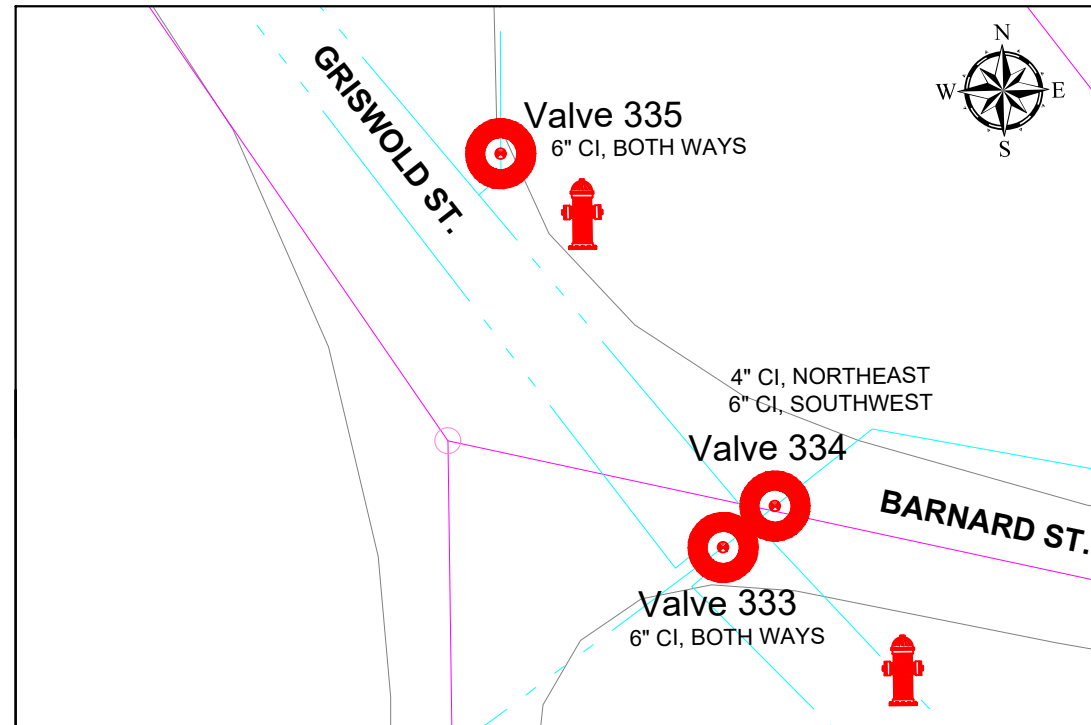 N
W E
S
GRISWOLD ST.
Valve 335
6" CI, BOTH WAYS
4" CI, NORTHEAST
6" CI, SOUTHWEST
Valve 334
BARNARD ST.
Valve 333
6" CI, BOTH WAYS